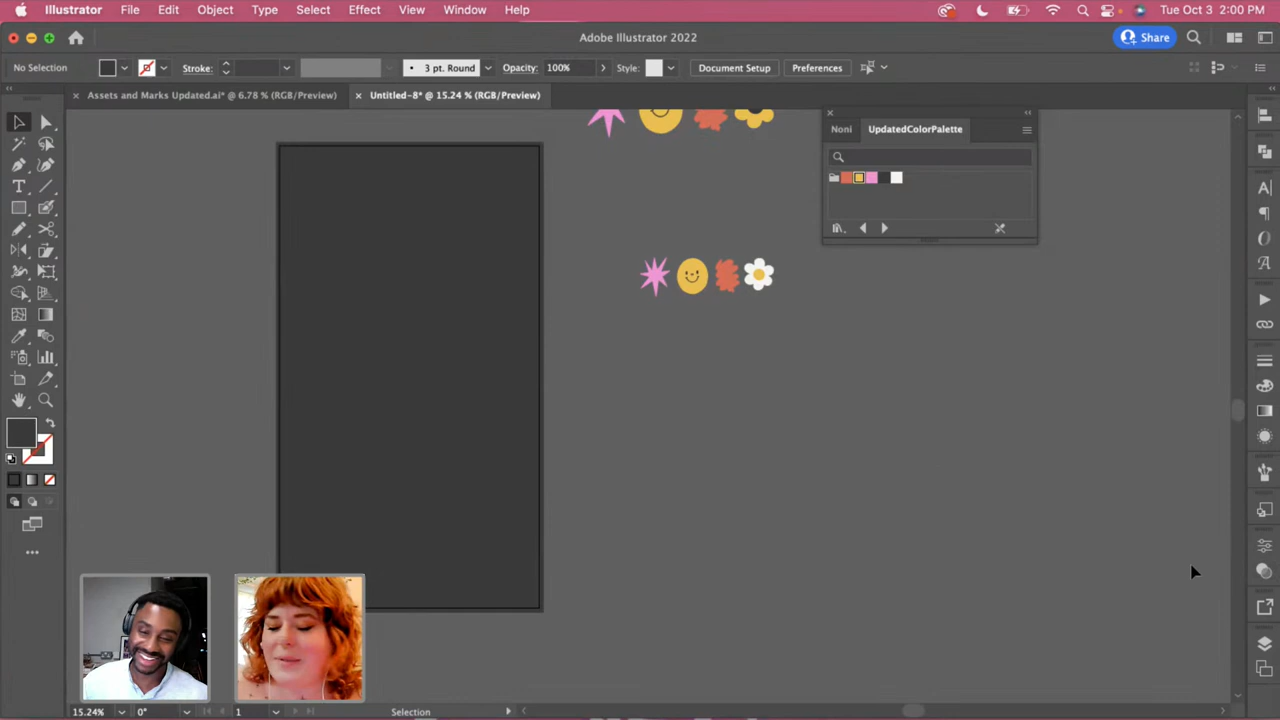 Illustrator File Edit Object Type Select Effect View Window Help Tue Oct 3 2:00 PM
Adobe Illustrator 2022 Share
No Selection Stroke: 3 pt. Round Opacity: 100% Style: Document Setup Preferences
Assets and Marks Updated.ai* @ 6.78 % (RGB/Preview) Untitled-8* @ 15.24 % (RGB/Preview)
Noni UpdatedColorPalette
15.24% 0° 1 Selection